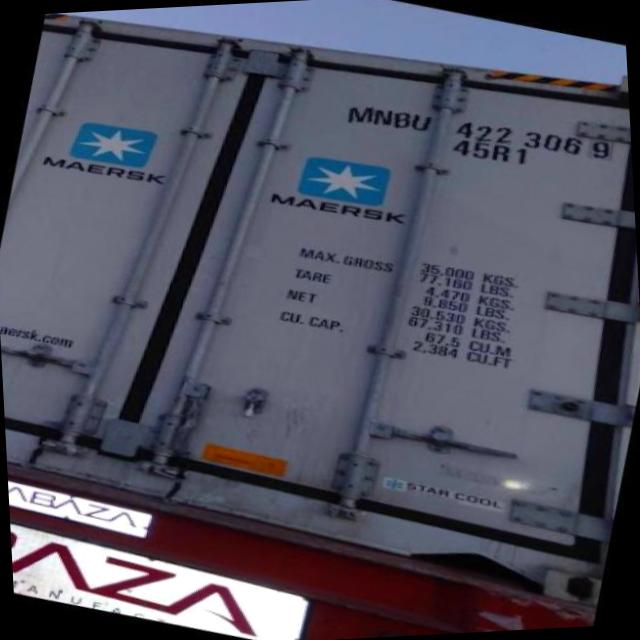 MNBU 422 306 9
45R1
MAERSK
MAERSK
MAX. GROSS 35.000 KGS.
77.160 LBS.
TARE 4.470 KGS.
9.850 LBS.
NET 30.530 KGS.
67.310 LBS.
CU. CAP. 67,5 CU.M
2.384 CU.FT
aersk.com
STAR COOL
ABAZA
AZA